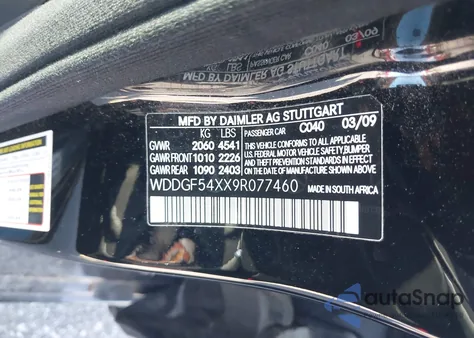 MFD BY DAIMLER AG STUTTGART
KG LBS PASSENGER CAR C040 03/09
GVWR 2060 4541 THIS VEHICLE CONFORMS TO ALL APPLICABLE
GAWR FRONT 1010 2226 U.S. FEDERAL MOTOR VEHICLE SAFETY, BUMPER
GAWR REAR 1090 2403 AND THEFT PREVENTION STANDARDS IN EFFECT
ON THE DATE OF MANUFACTURE SHOWN ABOVE.
WDDGF54XX9R077460 MADE IN SOUTH AFRICA
autoSnap